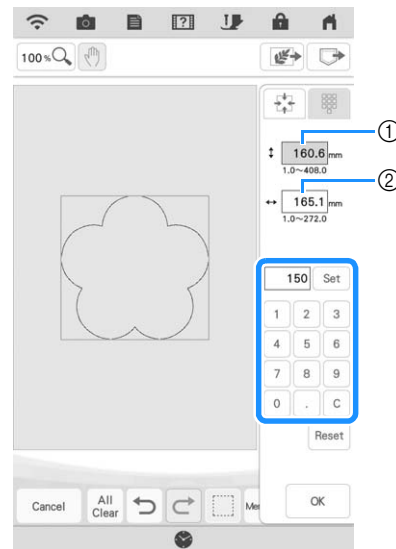 [?]
100 %
①
↕ 160.6 mm
1.0~408.0
②
↔ 165.1 mm
1.0~272.0
150 Set
1 2 3
4 5 6
7 8 9
0 . C
Reset
Cancel All Clear Me OK